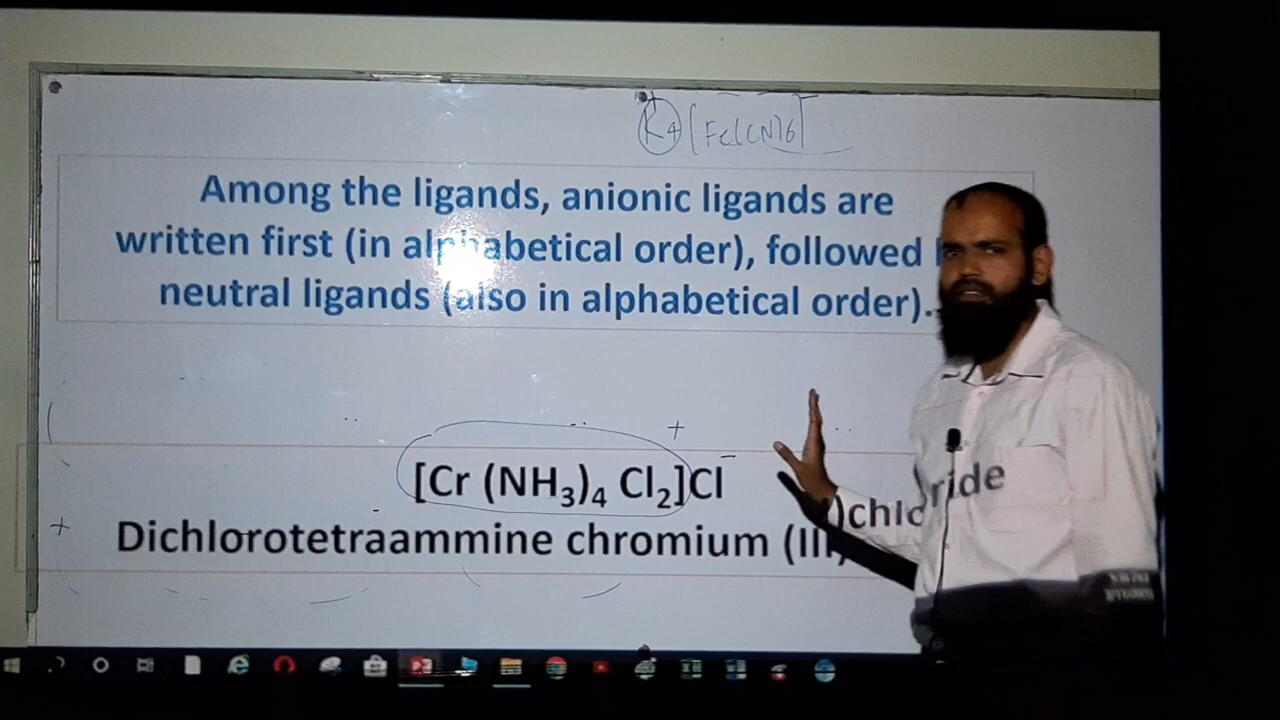 K4[Fe(CN)6]
Among the ligands, anionic ligands are
written first (in alphabetical order), followed
neutral ligands (also in alphabetical order).
+
[Cr (NH₃)₄ Cl₂]Cl⁻
+
Dichlorotetraammine chromium (III) chloride